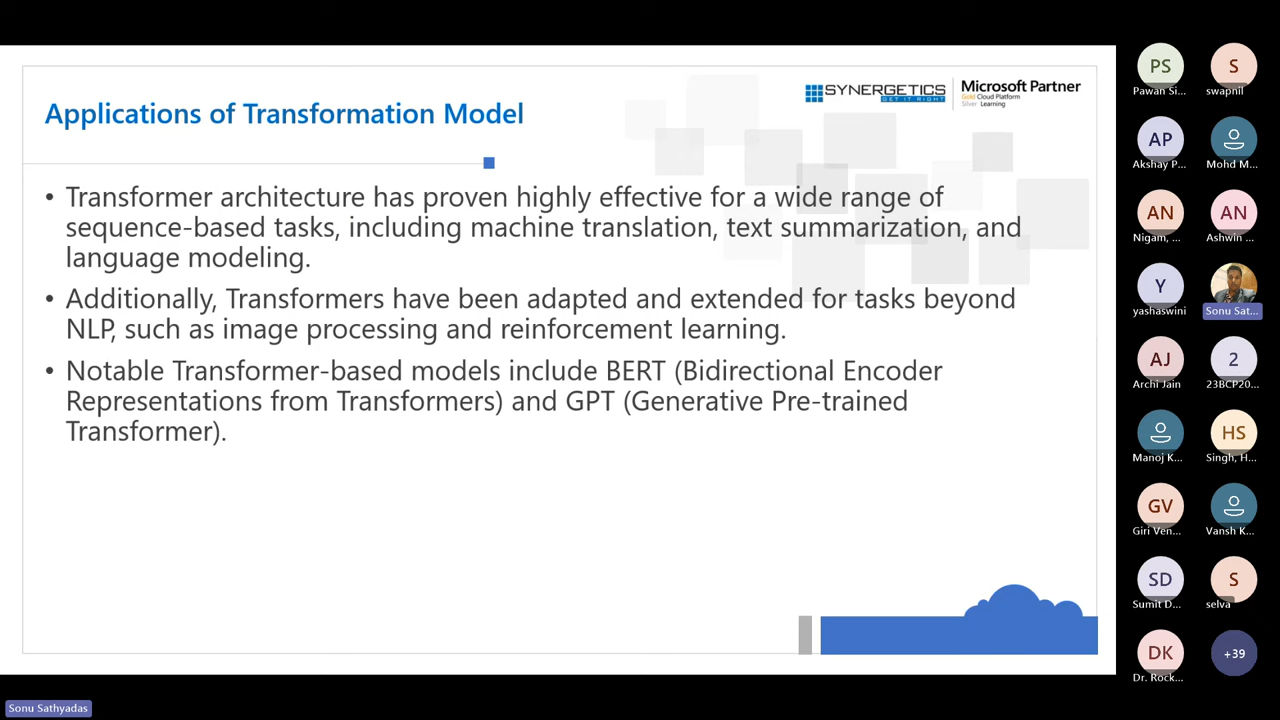 Applications of Transformation Model
SYNERGETICS
GET IT RIGHT
Microsoft Partner
Gold Cloud Platform
Silver Learning
• Transformer architecture has proven highly effective for a wide range of
sequence-based tasks, including machine translation, text summarization, and
language modeling.
• Additionally, Transformers have been adapted and extended for tasks beyond
NLP, such as image processing and reinforcement learning.
• Notable Transformer-based models include BERT (Bidirectional Encoder
Representations from Transformers) and GPT (Generative Pre-trained
Transformer).
PS
Pawan Si...
S
swapnil
AP
Akshay P...
Mohd M...
AN
Nigam, ...
AN
Ashwin ...
Y
yashaswini
Sonu Sat...
AJ
Archi Jain
2
23BCP20...
Manoj K...
HS
Singh, H...
GV
Giri Ven...
Vansh K...
SD
Sumit D...
S
selva
DK
Dr. Rock...
+39
Sonu Sathyadas